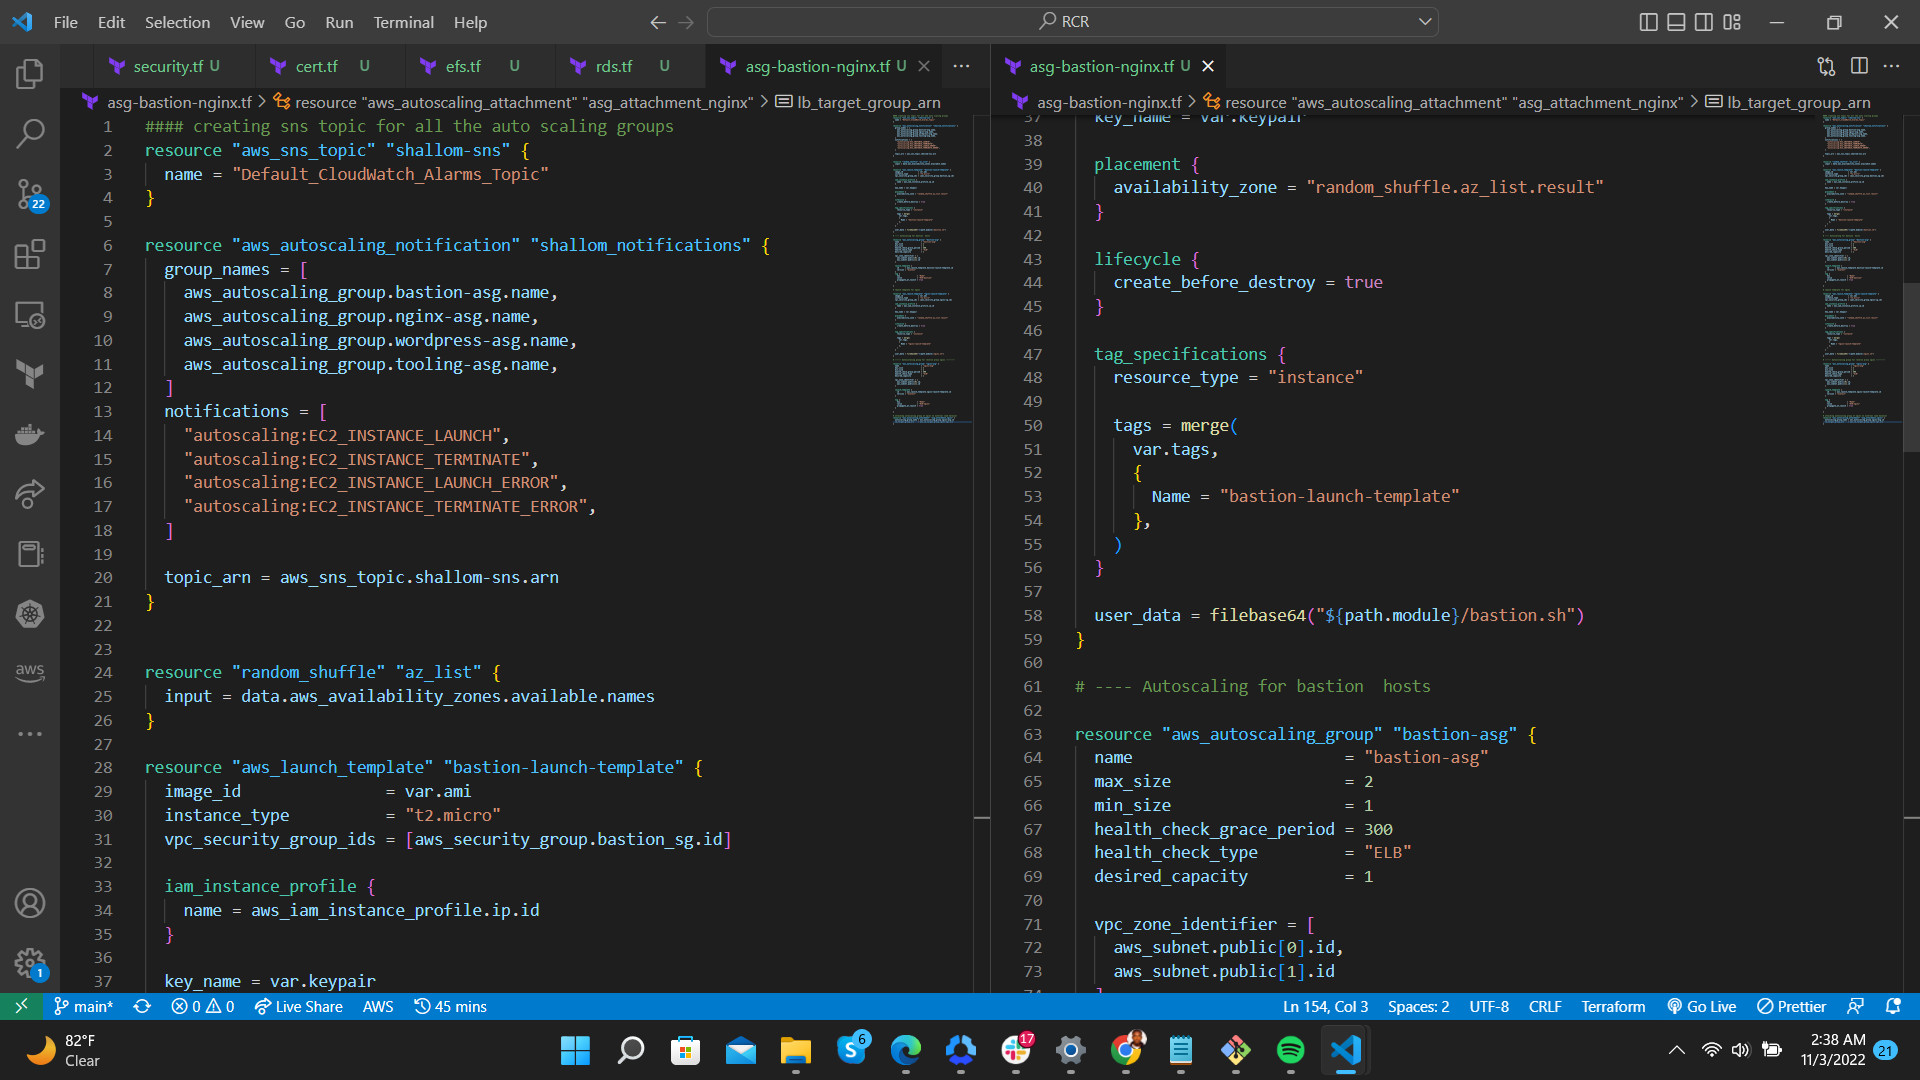 File Edit Selection View Go Run Terminal Help
RCR
security.tf U
cert.tf U
efs.tf U
rds.tf U
asg-bastion-nginx.tf U
asg-bastion-nginx.tf U
asg-bastion-nginx.tf > resource "aws_autoscaling_attachment" "asg_attachment_nginx" > lb_target_group_arn
1 #### creating sns topic for all the auto scaling groups
2 resource "aws_sns_topic" "shallom-sns" {
3 name = "Default_CloudWatch_Alarms_Topic"
4 }
5
6 resource "aws_autoscaling_notification" "shallom_notifications" {
7 group_names = [
8 aws_autoscaling_group.bastion-asg.name,
9 aws_autoscaling_group.nginx-asg.name,
10 aws_autoscaling_group.wordpress-asg.name,
11 aws_autoscaling_group.tooling-asg.name,
12 ]
13 notifications = [
14 "autoscaling:EC2_INSTANCE_LAUNCH",
15 "autoscaling:EC2_INSTANCE_TERMINATE",
16 "autoscaling:EC2_INSTANCE_LAUNCH_ERROR",
17 "autoscaling:EC2_INSTANCE_TERMINATE_ERROR",
18 ]
19
20 topic_arn = aws_sns_topic.shallom-sns.arn
21 }
22
23
24 resource "random_shuffle" "az_list" {
25 input = data.aws_availability_zones.available.names
26 }
27
28 resource "aws_launch_template" "bastion-launch-template" {
29 image_id = var.ami
30 instance_type = "t2.micro"
31 vpc_security_group_ids = [aws_security_group.bastion_sg.id]
32
33 iam_instance_profile {
34 name = aws_iam_instance_profile.ip.id
35 }
36
37 key_name = var.keypair
asg-bastion-nginx.tf > resource "aws_autoscaling_attachment" "asg_attachment_nginx" > lb_target_group_arn
37 key_name = var.keypair
38
39 placement {
40 availability_zone = "random_shuffle.az_list.result"
41 }
42
43 lifecycle {
44 create_before_destroy = true
45 }
46
47 tag_specifications {
48 resource_type = "instance"
49
50 tags = merge(
51 var.tags,
52 {
53 Name = "bastion-launch-template"
54 },
55 )
56 }
57
58 user_data = filebase64("${path.module}/bastion.sh")
59 }
60
61 # ---- Autoscaling for bastion  hosts
62
63 resource "aws_autoscaling_group" "bastion-asg" {
64 name = "bastion-asg"
65 max_size = 2
66 min_size = 1
67 health_check_grace_period = 300
68 health_check_type = "ELB"
69 desired_capacity = 1
70
71 vpc_zone_identifier = [
72 aws_subnet.public[0].id,
73 aws_subnet.public[1].id
22
aws
1
main* 0 0 Live Share AWS 45 mins
Ln 154, Col 3 Spaces: 2 UTF-8 CRLF Terraform Go Live Prettier
82°F
Clear
6
17
2:38 AM
11/3/2022
21